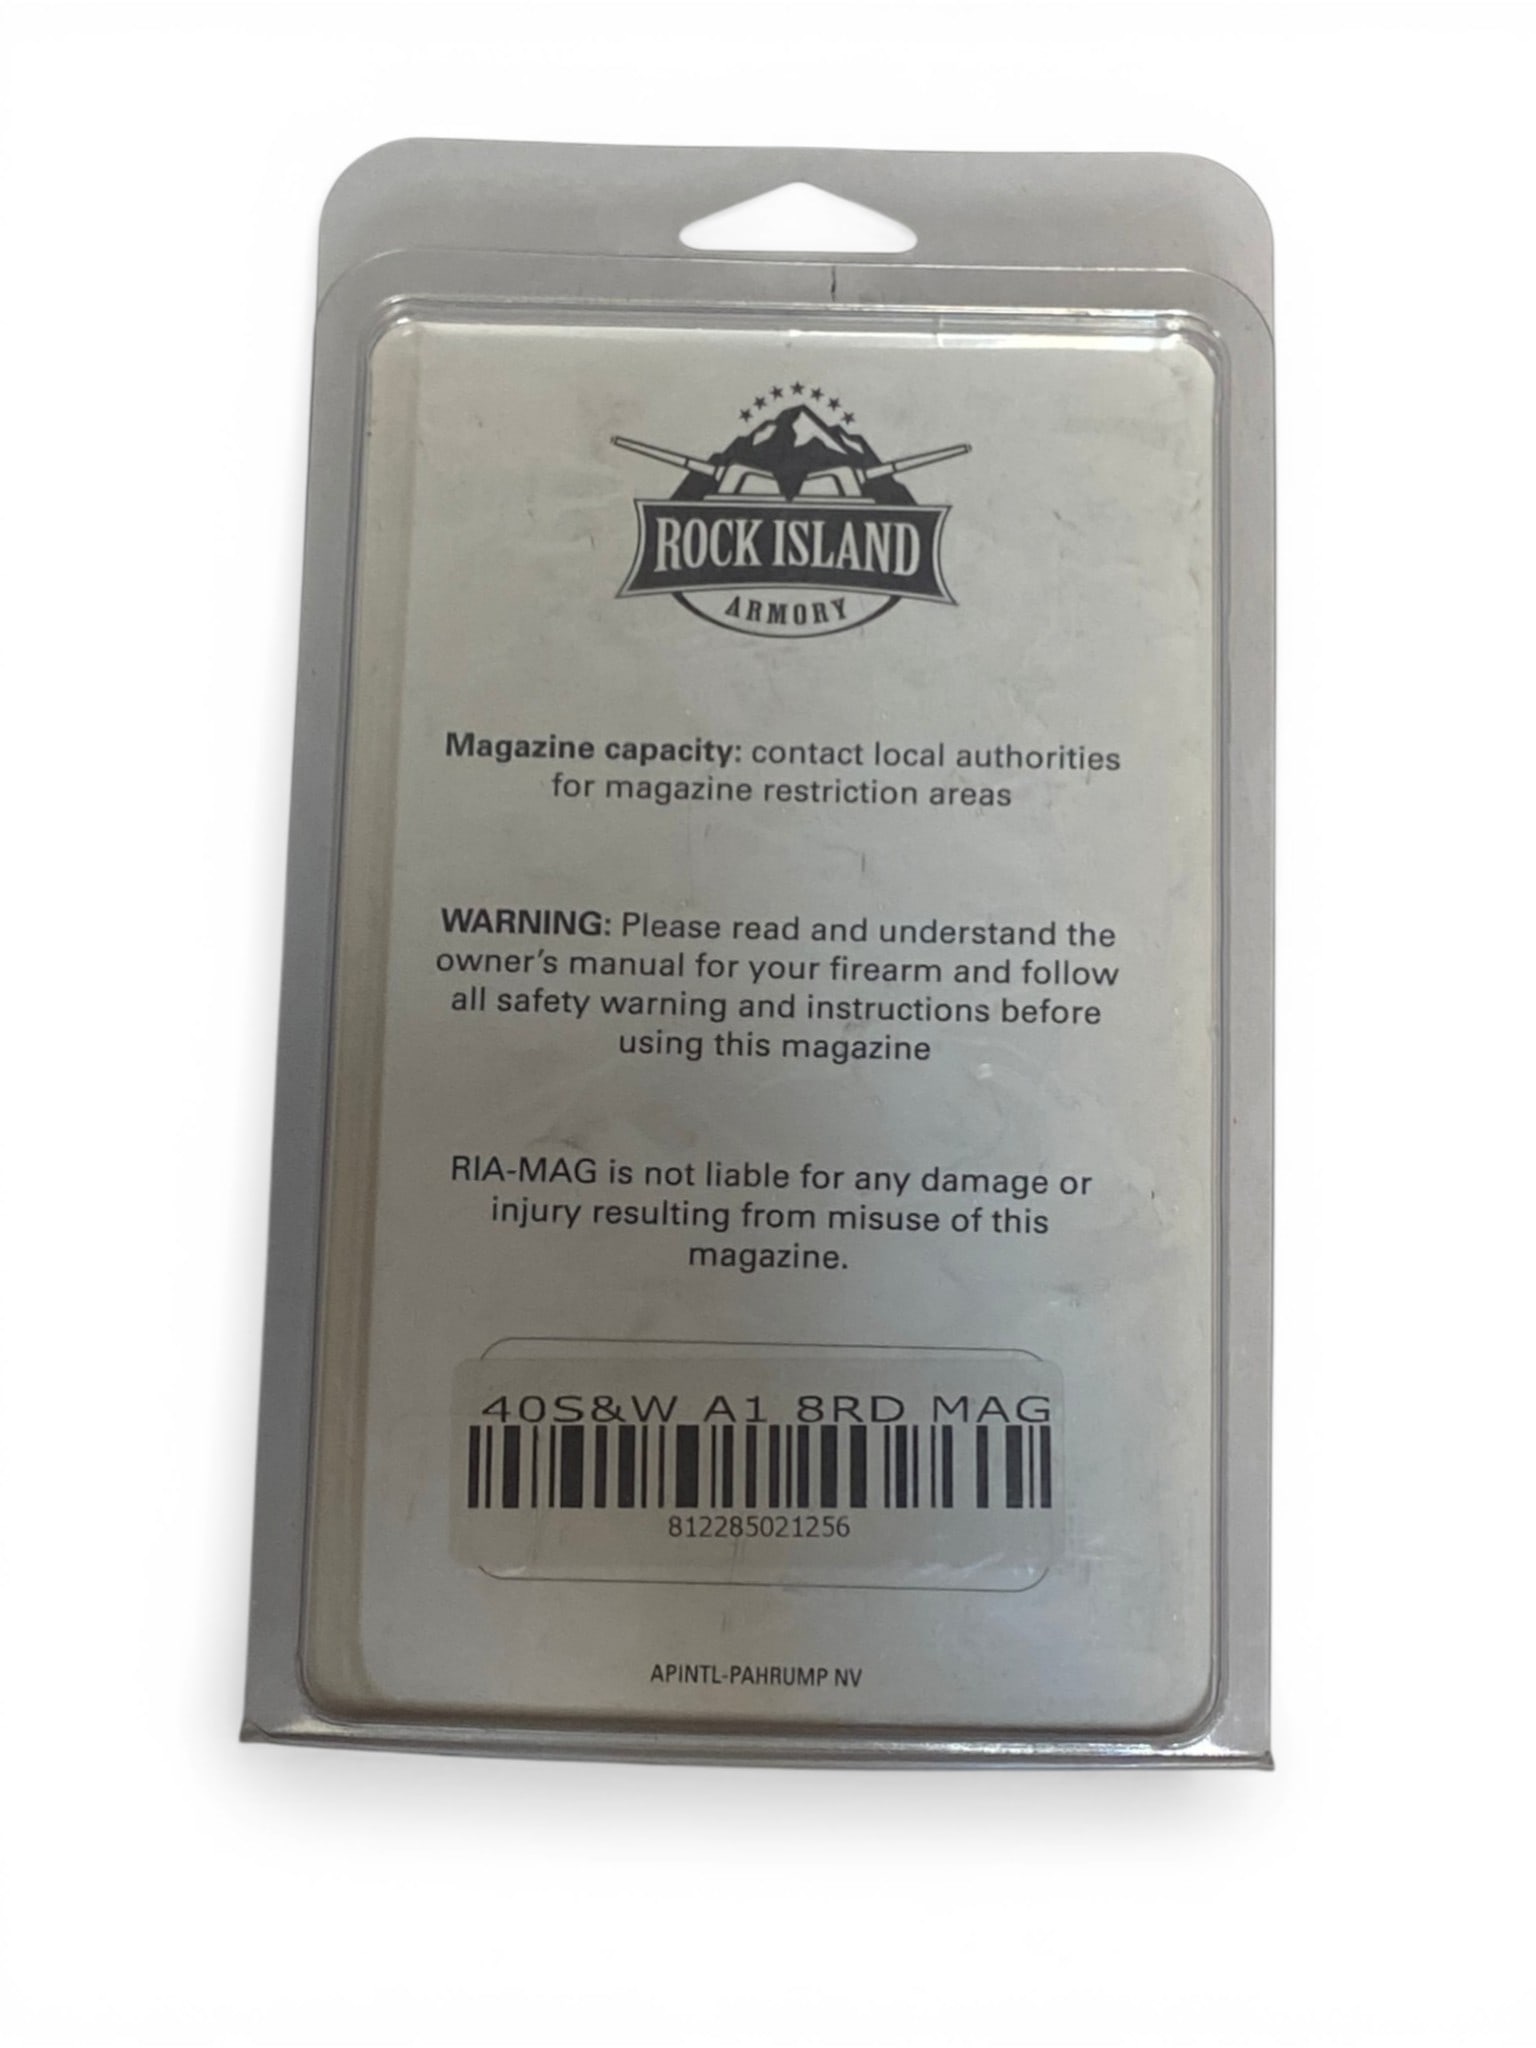 ROCK ISLAND
ARMORY
Magazine capacity: contact local authorities
for magazine restriction areas
WARNING: Please read and understand the
owner's manual for your firearm and follow
all safety warning and instructions before
using this magazine
RIA-MAG is not liable for any damage or
injury resulting from misuse of this
magazine.
40S&W A1 8RD MAG
812285021256
APINTL-PAHRUMP NV